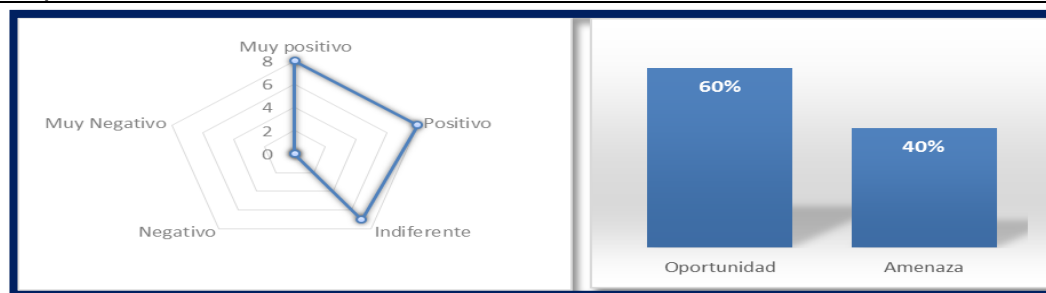 Muy positivo
8
6
4
2
0
Muy Negativo
Positivo
Negativo
Indiferente
60%
40%
Oportunidad
Amenaza